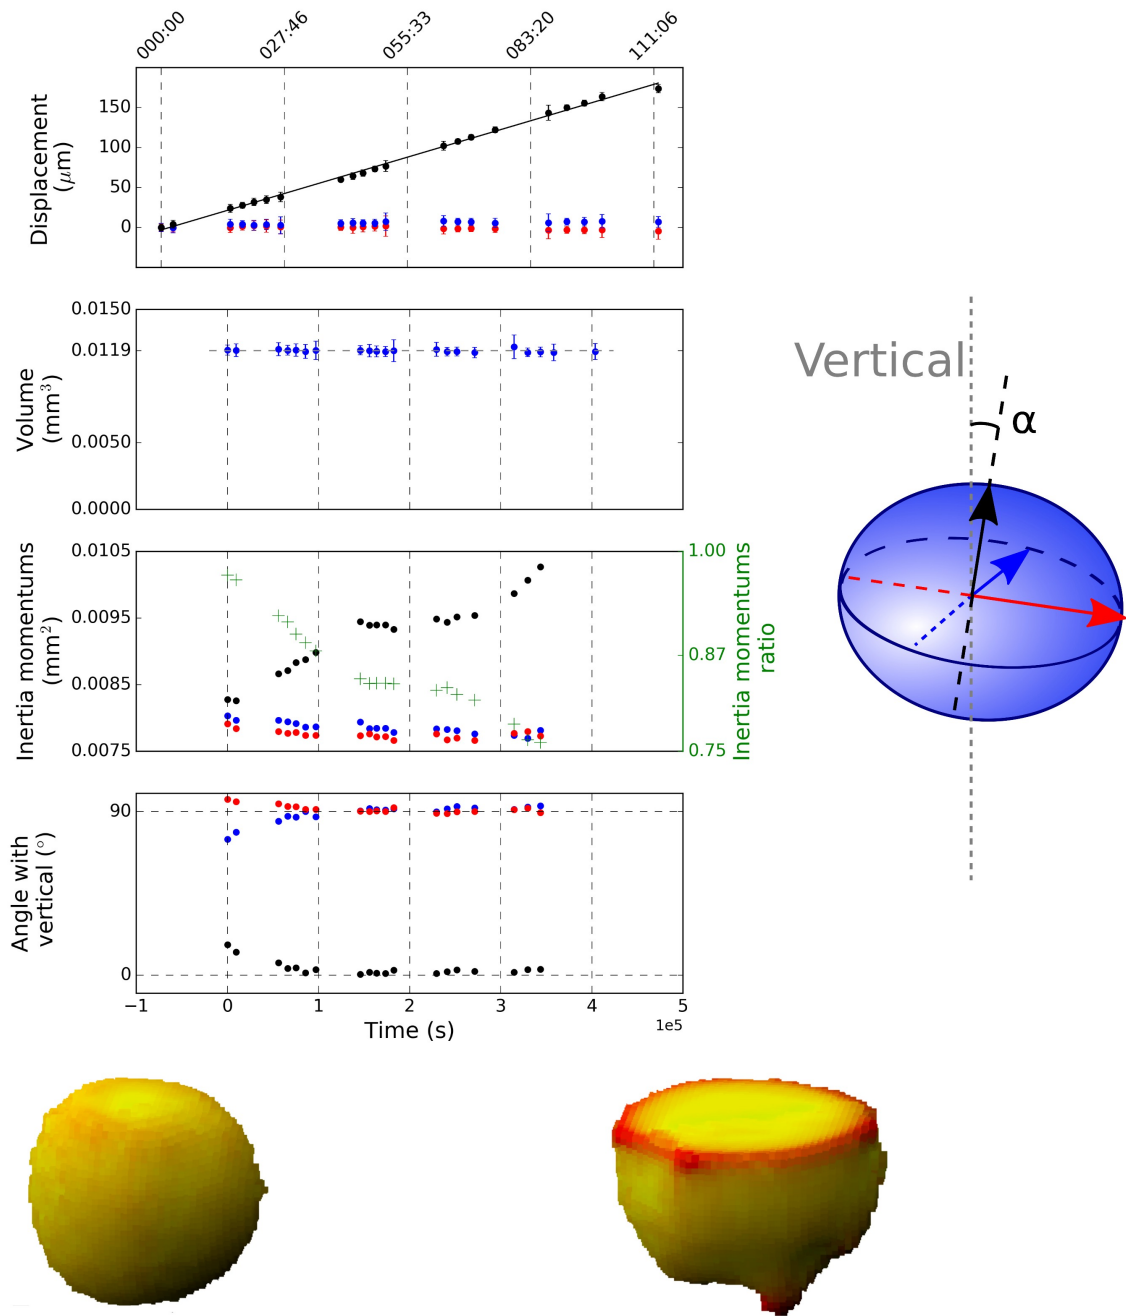 000:00 027:46 055:33 083:20 111:06
Displacement
(μm)
150
100
50
0
Volume
(mm³)
0.0150
0.0119
0.0050
0.0000
Inertia momentums
(mm²)
0.0105
0.0095
0.0085
0.0075
1.00
0.87
0.75
Inertia momentums
ratio
Angle with
vertical (°)
90
0
−1 0 1 2 3 4 5
Time (s)
1e5
Vertical
α